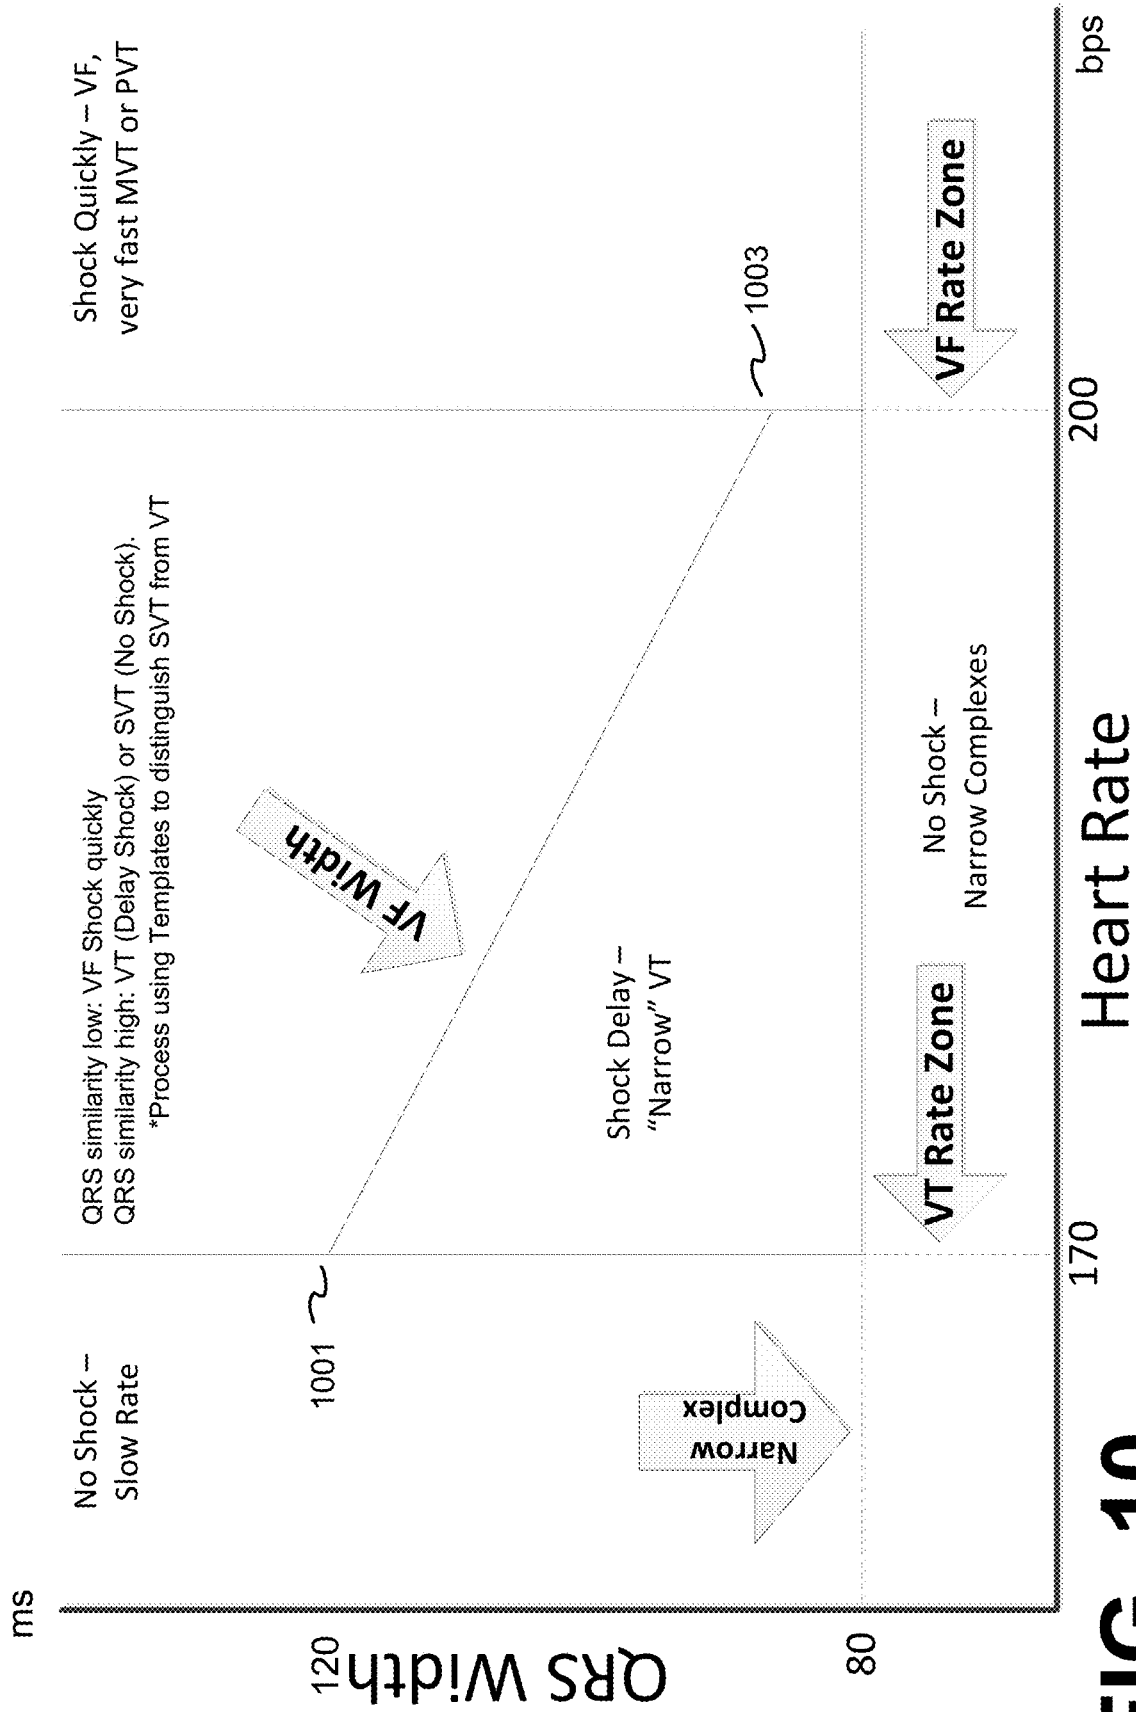 ms
No Shock –
Slow Rate
QRS similarity low: VF Shock quickly
QRS similarity high: VT (Delay Shock) or SVT (No Shock).
*Process using Templates to distinguish SVT from VT
Shock Quickly – VF,
very fast MVT or PVT
120
1001
VF Width
QRS Width
Narrow
Complex
Shock Delay –
“Narrow” VT
1003
80
VT Rate Zone
No Shock –
Narrow Complexes
VF Rate Zone
170
200
bps
Heart Rate
FIG. 10